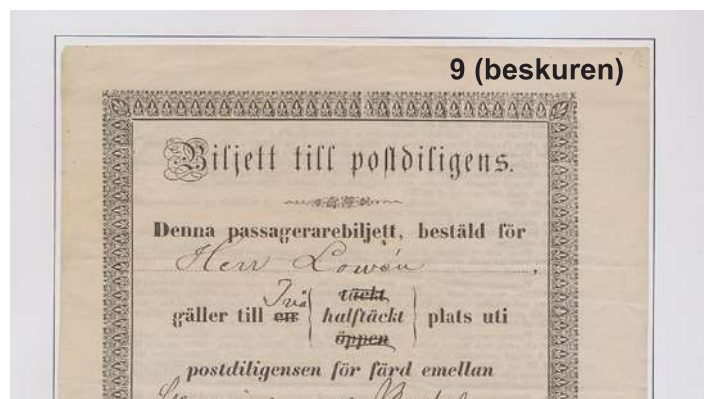 9 (beskuren)
Biljett till postdiligens.
Denna passagerarebiljett, bestäld för
Herr Lowén,
gäller till en Två täckt halftäckt öppen plats uti
postdiligensen för färd emellan